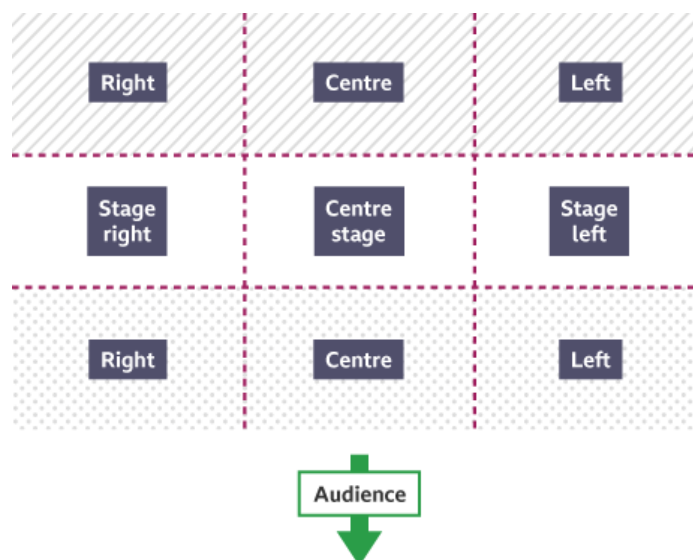 Right
Centre
Left
Stage
right
Centre
stage
Stage
left
Right
Centre
Left
Audience